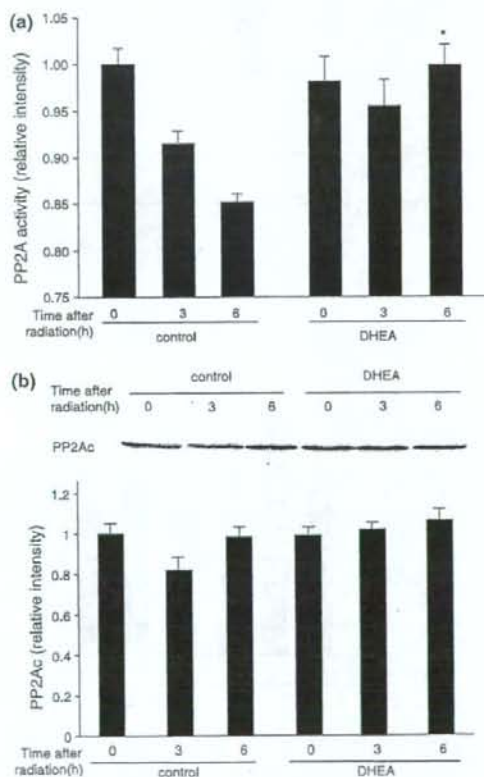 (a)
1.05
1.00
0.95
0.90
0.85
0.75
PP2A activity (relative intensity)
*
0 3 6 0 3 6
Time after
radiation(h)
control DHEA
(b)
control DHEA
Time after
radiation(h)
0 3 6 0 3 6
PP2Ac
1.2
1
0.8
0.6
0.4
0.2
0
PP2Ac (relative intensity)
Time after
radiation(h)
0 3 6 0 3 6
control DHEA